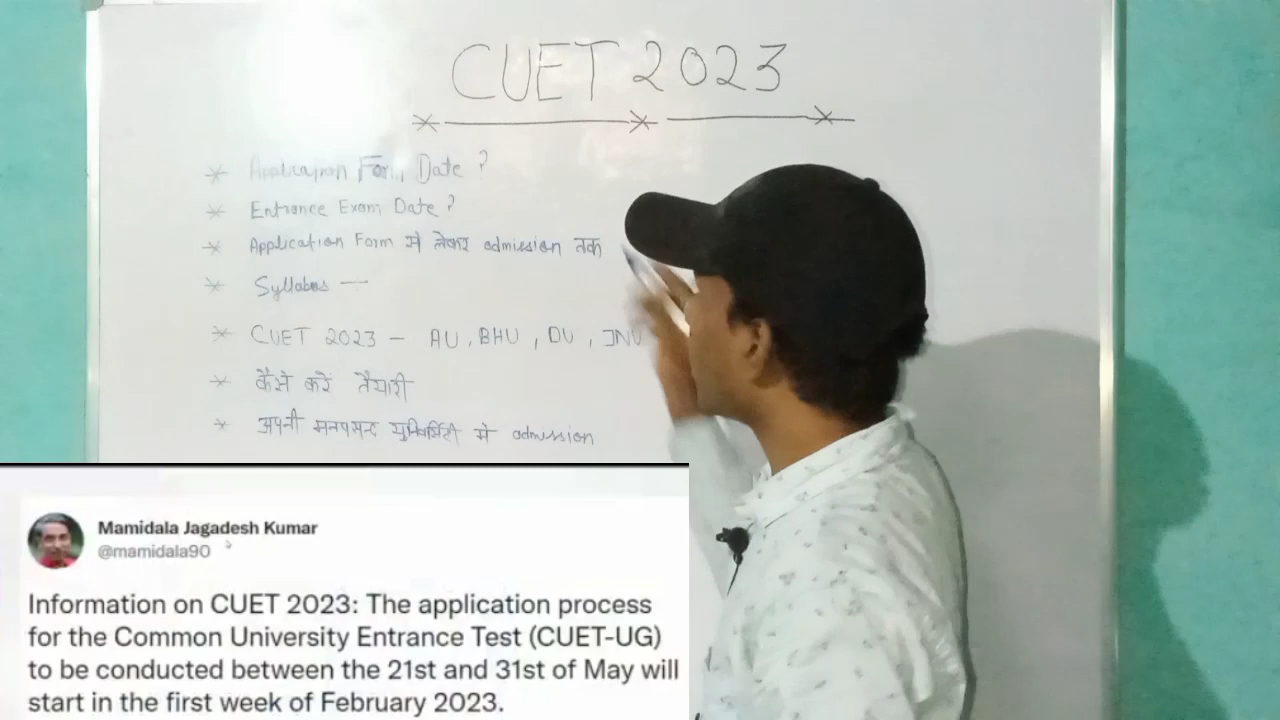 CUET 2023
* Application Form Date ?
* Entrance Exam Date ?
* Application Form से लेकर admission तक
* Syllabus —
* CUET 2023 - AU, BHU, DU, JNU
* कैसे करे तैयारी
* अपनी मनपसन्द युनिवर्सिटी मे admission
Mamidala Jagadesh Kumar
@mamidala90
Information on CUET 2023: The application process
for the Common University Entrance Test (CUET-UG)
to be conducted between the 21st and 31st of May will
start in the first week of February 2023.